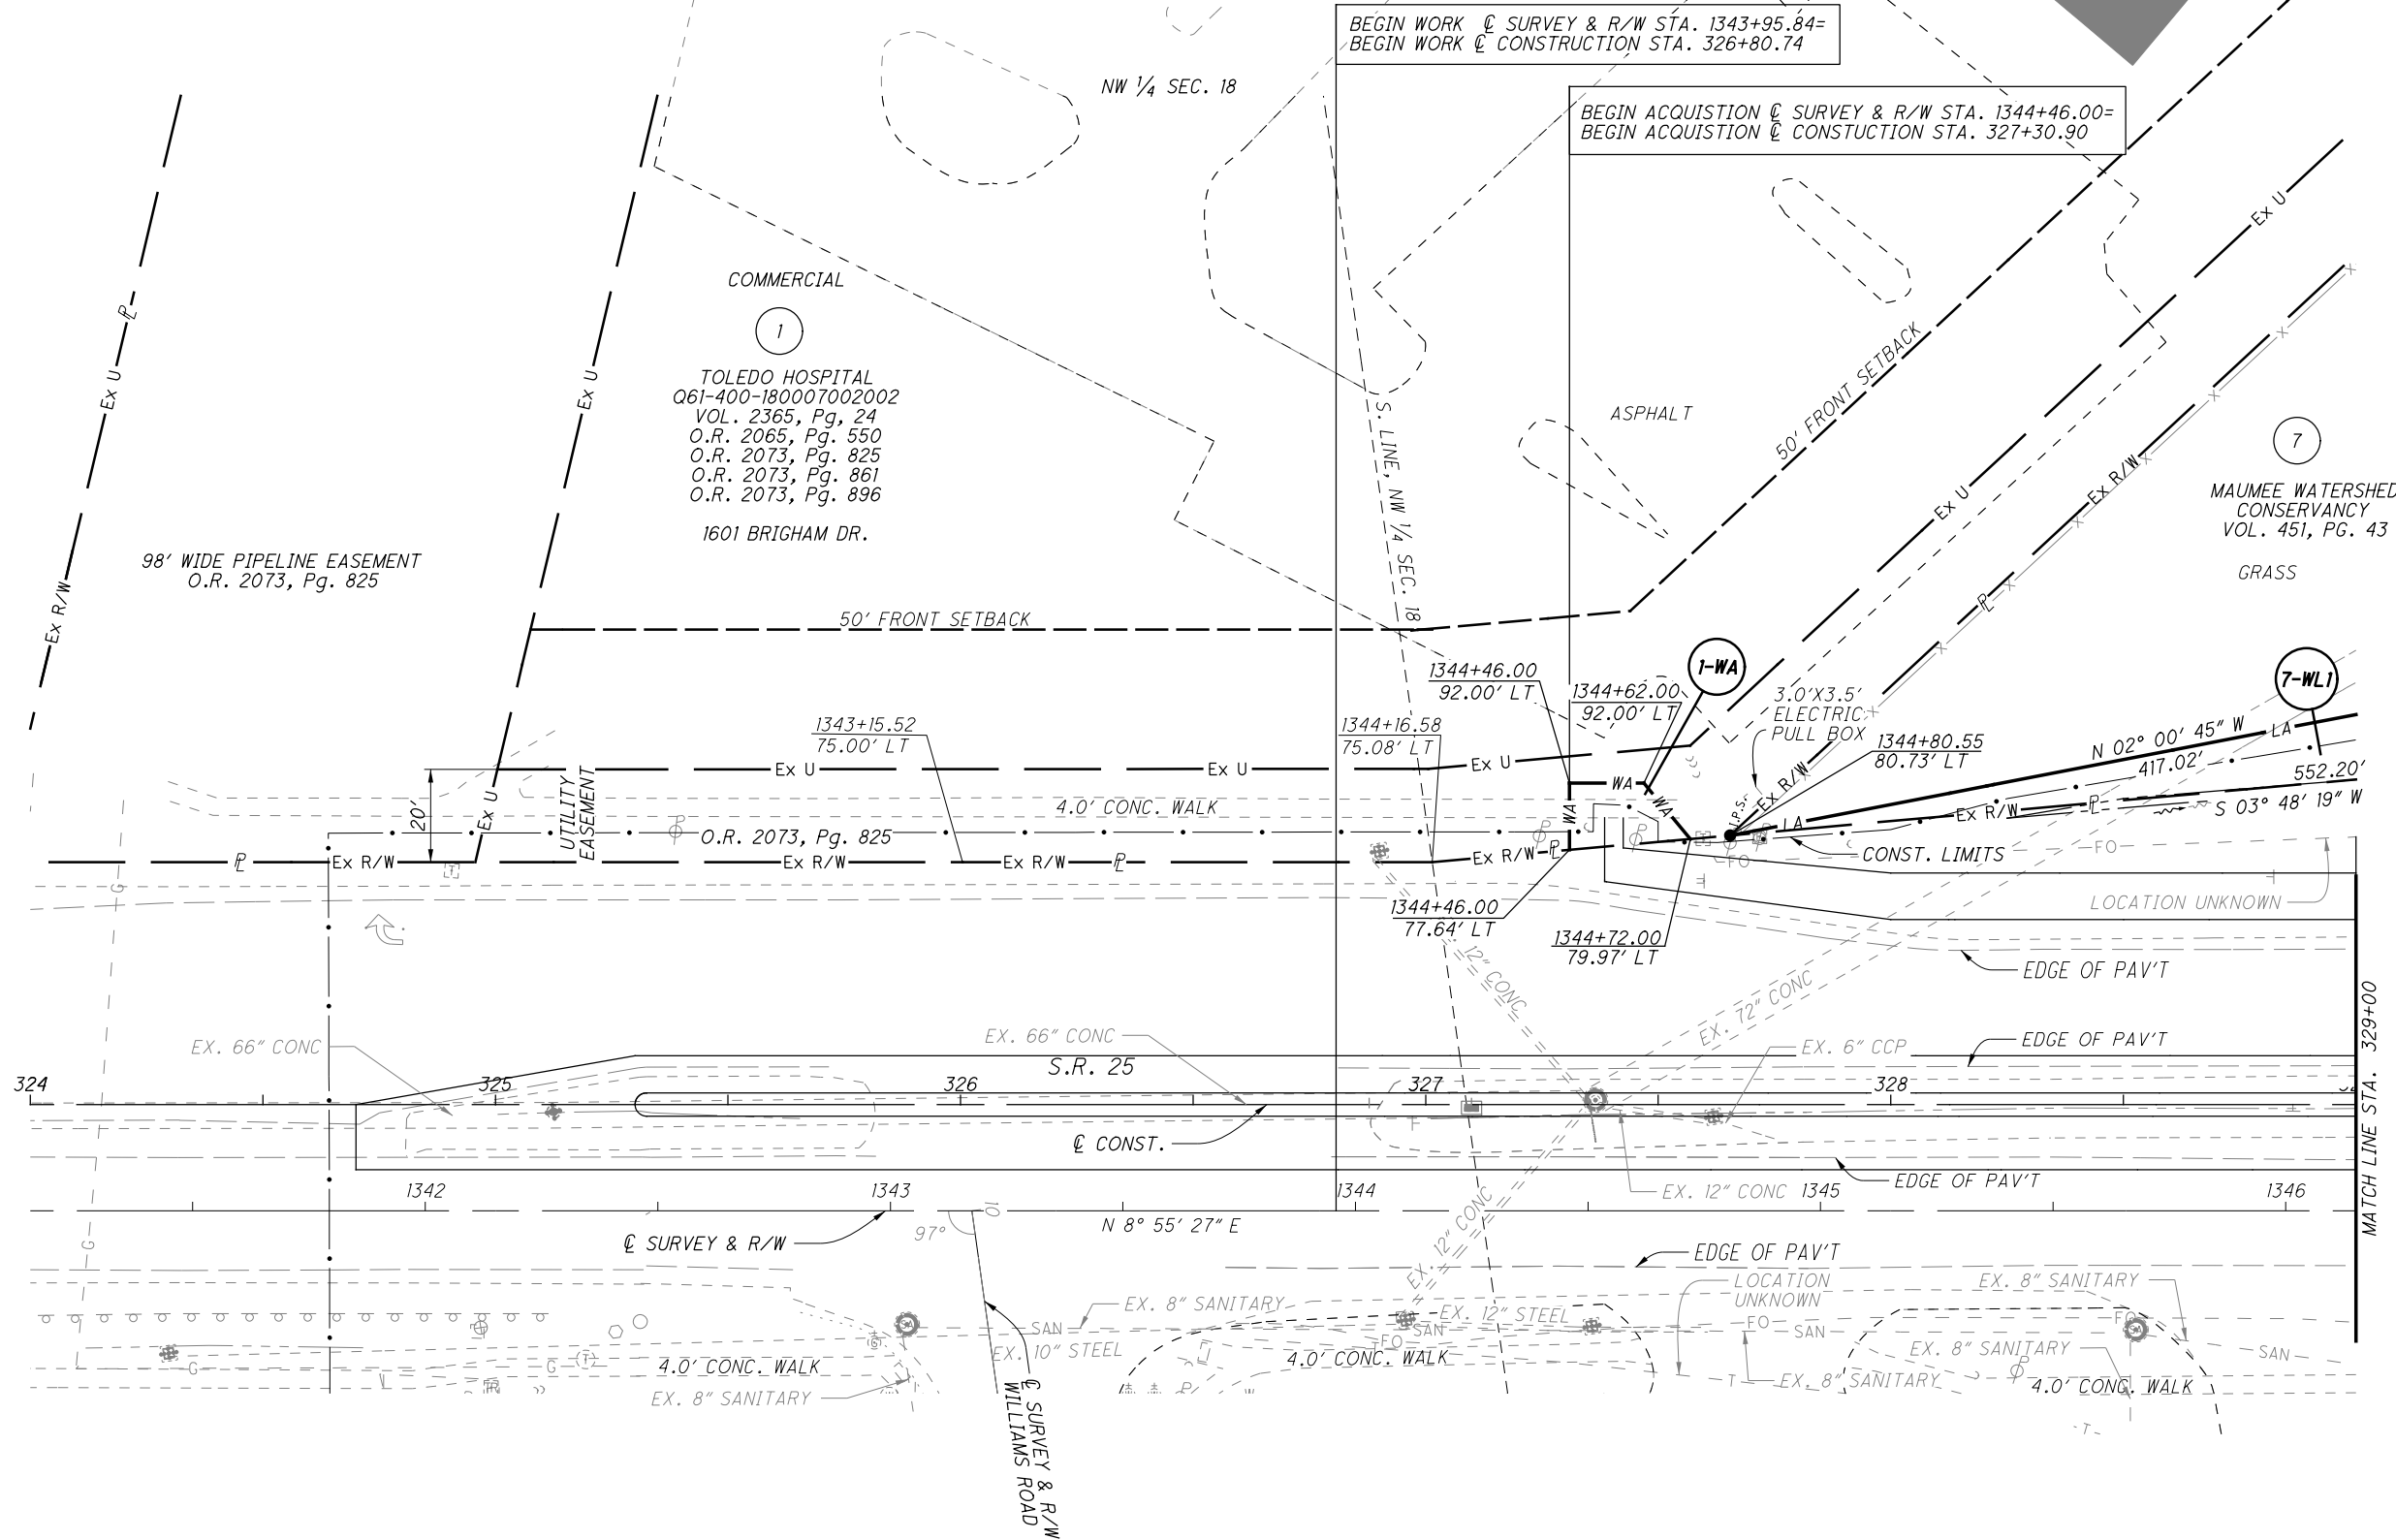 BEGIN WORK ℄ SURVEY & R/W STA. 1343+95.84=
BEGIN WORK ℄ CONSTRUCTION STA. 326+80.74
NW 1/4 SEC. 18
BEGIN ACQUISTION ℄ SURVEY & R/W STA. 1344+46.00=
BEGIN ACQUISTION ℄ CONSTUCTION STA. 327+30.90
Ex U
COMMERCIAL
1
TOLEDO HOSPITAL
Q61-400-180007002002
VOL. 2365, Pg, 24
O.R. 2065, Pg. 550
O.R. 2073, Pg. 825
O.R. 2073, Pg. 861
O.R. 2073, Pg. 896
1601 BRIGHAM DR.
PL
Ex U
Ex U
S. LINE, NW 1/4 SEC. 18
ASPHALT
50' FRONT SETBACK
7
MAUMEE WATERSHED
CONSERVANCY
VOL. 451, PG. 43
GRASS
Ex R/W
Ex U
PL
98' WIDE PIPELINE EASEMENT
O.R. 2073, Pg. 825
Ex R/W
50' FRONT SETBACK
1344+46.00
92.00' LT
1344+62.00
92.00' LT
1-WA
3.0'X3.5'
ELECTRIC
PULL BOX
7-WL1
1343+15.52
75.00' LT
1344+16.58
75.08' LT
1344+80.55
80.73' LT
N 02° 00' 45" W
LA
417.02'
552.20'
S 03° 48' 19" W
Ex U
Ex U
Ex U
WA
WA
WA
I.P.S.
Ex R/W
LA
Ex R/W
PL
20'
Ex U
UTILITY
EASEMENT
4.0' CONC. WALK
O.R. 2073, Pg. 825
PL
Ex R/W
Ex R/W
Ex R/W
PL
Ex R/W
PL
FO
CONST. LIMITS
FO
G
T
1344+46.00
77.64' LT
1344+72.00
79.97' LT
LOCATION UNKNOWN
EDGE OF PAV'T
12" CONC
EX. 72" CONC
EX. 66" CONC
EX. 66" CONC
S.R. 25
EX. 6" CCP
EDGE OF PAV'T
MATCH LINE STA. 329+00
324
325
326
327
328
℄ CONST.
EX. 12" CONC
EDGE OF PAV'T
1342
1343
1344
1345
1346
G
℄ SURVEY & R/W
97°
10
N 8° 55' 27" E
EX. 12" CONC
EDGE OF PAV'T
LOCATION
UNKNOWN
EX. 8" SANITARY
EX. 8" SANITARY
EX. 12" STEEL
SAN
SAN
FO
FO
SAN
FO
EX. 10" STEEL
4.0' CONC. WALK
4.0' CONC. WALK
EX. 8" SANITARY
SAN
G
G
T
EX. 8" SANITARY
T
EX. 8" SANITARY
4.0' CONC. WALK
T
℄ SURVEY & R/W
WILLIAMS ROAD